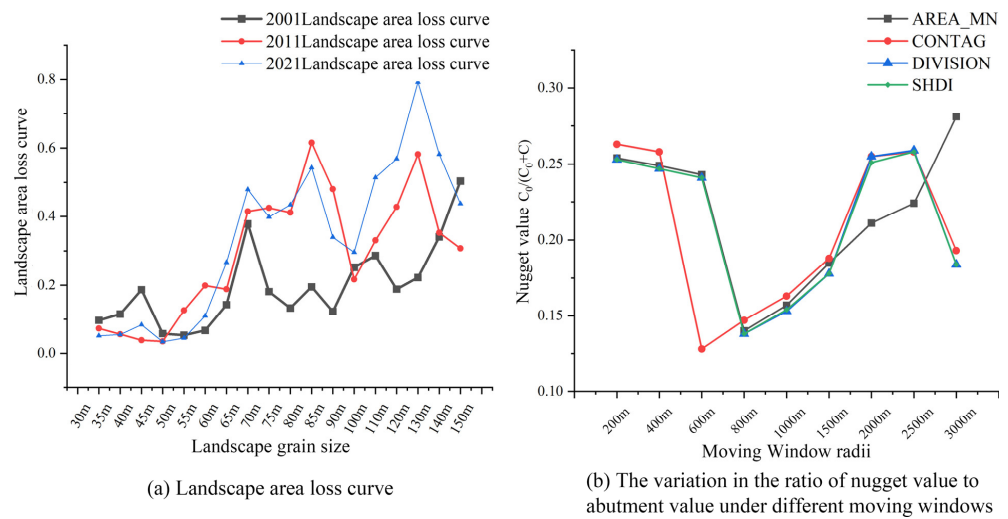 2001Landscape area loss curve
2011Landscape area loss curve
2021Landscape area loss curve
Landscape area loss curve
0.8
0.6
0.4
0.2
0.0
30m
35m
40m
45m
50m
55m
60m
65m
70m
75m
80m
85m
90m
100m
110m
120m
130m
140m
150m
Landscape grain size
(a) Landscape area loss curve
AREA_MN
CONTAG
DIVISION
SHDI
Nugget value C₀/(C₀+C)
0.30
0.25
0.20
0.15
0.10
200m
400m
600m
800m
1000m
1500m
2000m
2500m
3000m
Moving Window radii
(b) The variation in the ratio of nugget value to
abutment value under different moving windows